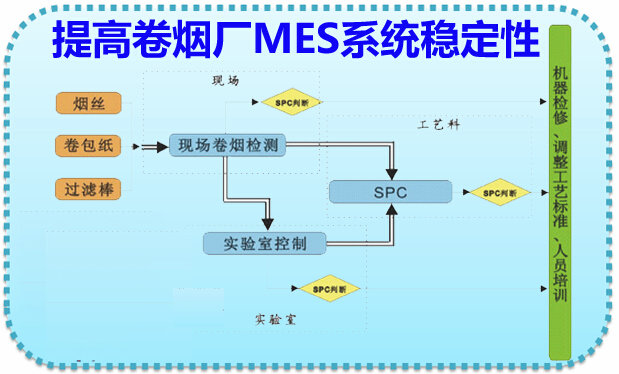 提高卷烟厂MES系统稳定性
现场
SPC判断
烟丝
工艺科
卷包纸
现场卷烟检测
过滤棒
SPC
SPC判断
实验室控制
SPC判断
实验室
机器检修、调整工艺标准、人员培训